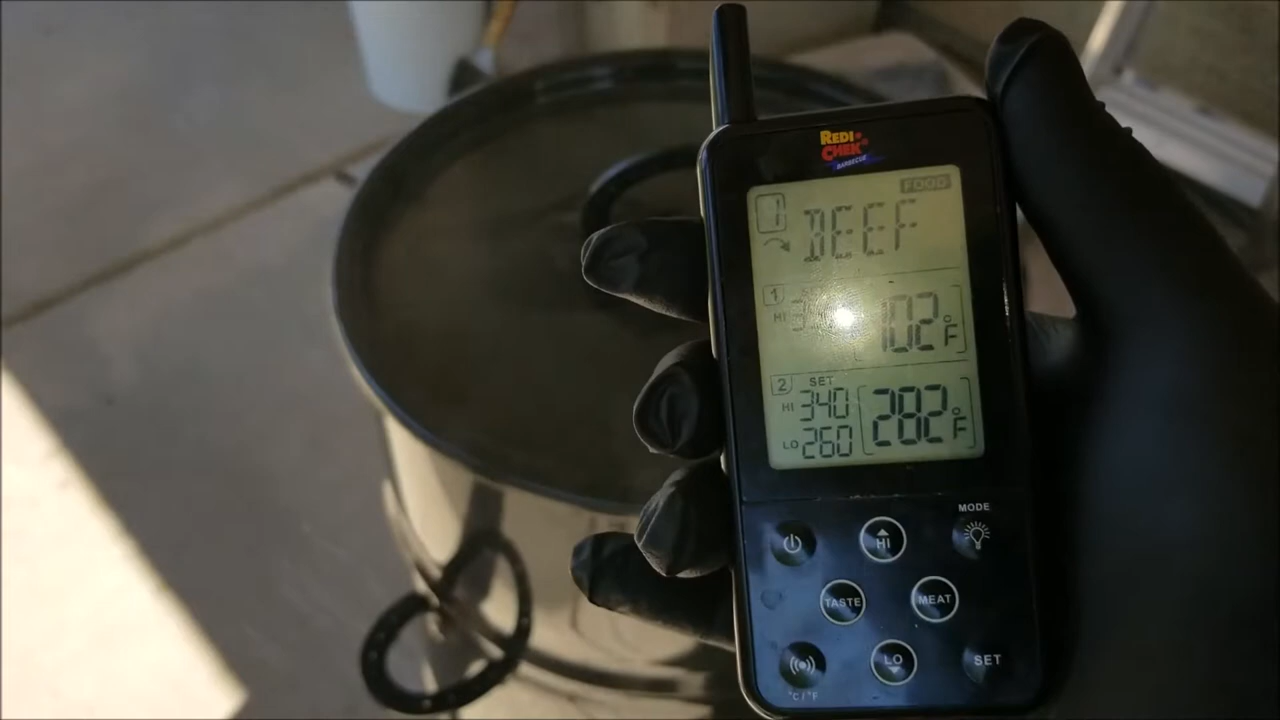 REDI
CHEK
BARBECUE
FOOD
1 BEEF
1
HI 102°F
2 SET
HI 340 282°F
LO 260
MODE
HI
TASTE MEAT
LO SET
°C/°F